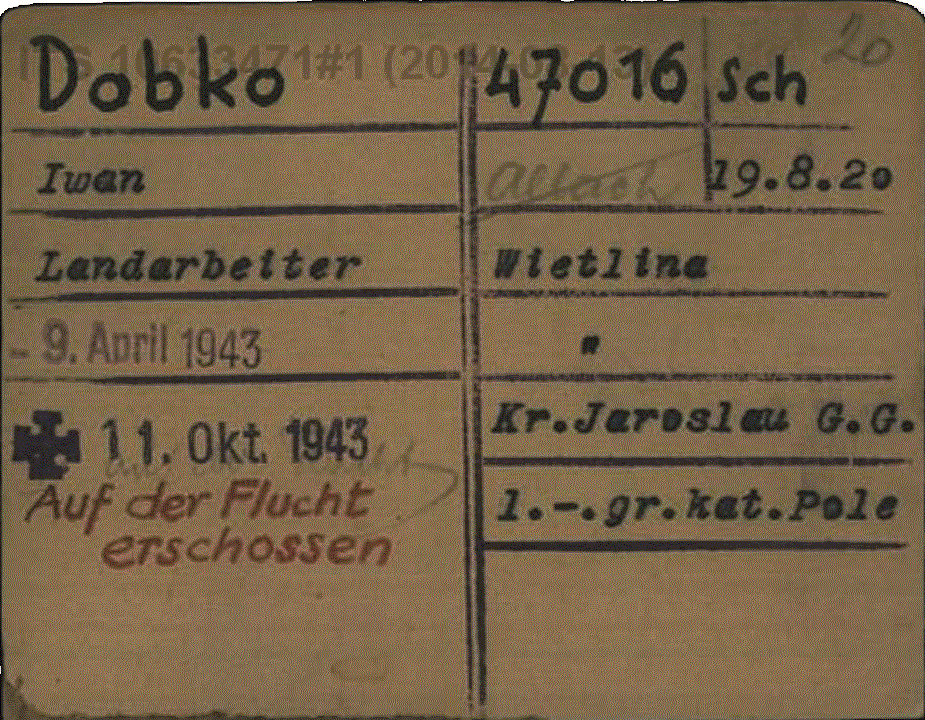 Dobko 47016 Sch 20
Iwan 19.8.20
Landarbeiter Wietlina
- 9. April 1943 "
11. Okt. 1943 Kr.Jaroslau G.G.
Auf der Flucht l.-.gr.kat.Pole
erschossen